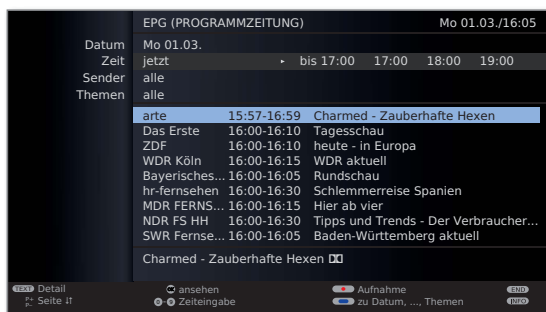 EPG (PROGRAMMZEITUNG) Mo 01.03./16:05
Datum Mo 01.03.
Zeit jetzt ▸ bis 17:00 17:00 18:00 19:00
Sender alle
Themen alle
arte 15:57-16:59 Charmed - Zauberhafte Hexen
Das Erste 16:00-16:10 Tagesschau
ZDF 16:00-16:10 heute - in Europa
WDR Köln 16:00-16:15 WDR aktuell
Bayerisches... 16:00-16:05 Rundschau
hr-fernsehen 16:00-16:30 Schlemmerreise Spanien
MDR FERNS... 16:00-16:15 Hier ab vier
NDR FS HH 16:00-16:30 Tipps und Trends - Der Verbraucher...
SWR Fernse... 16:00-16:05 Baden-Württemberg aktuell
Charmed - Zauberhafte Hexen
TEXT Detail OK ansehen Aufnahme END
P+ P- Seite ↓↑ 0-9 Zeiteingabe zu Datum, ..., Themen INFO